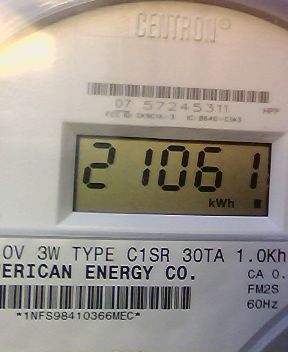 CENTRON®
07 57245311
21061
kWh
0V 3W TYPE C1SR 30TA 1.0Kh
ERICAN ENERGY CO.
CA 0.
FM2S
60Hz
*1NFS98410366MEC*